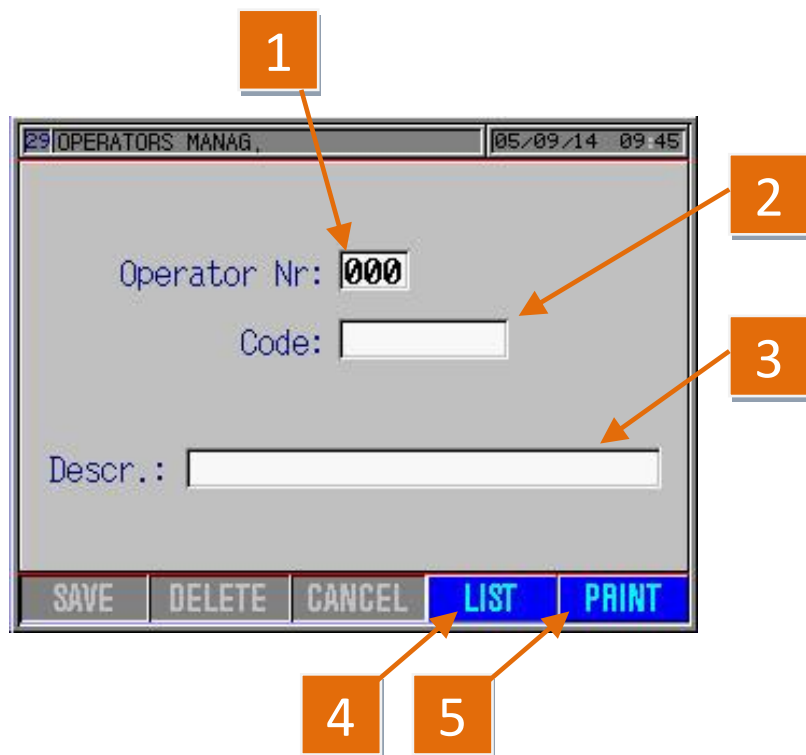 1
29 OPERATORS MANAG. 05/09/14 09:45
2
Operator Nr: 000
Code:
3
Descr.:
SAVE DELETE CANCEL LIST PRINT
4 5